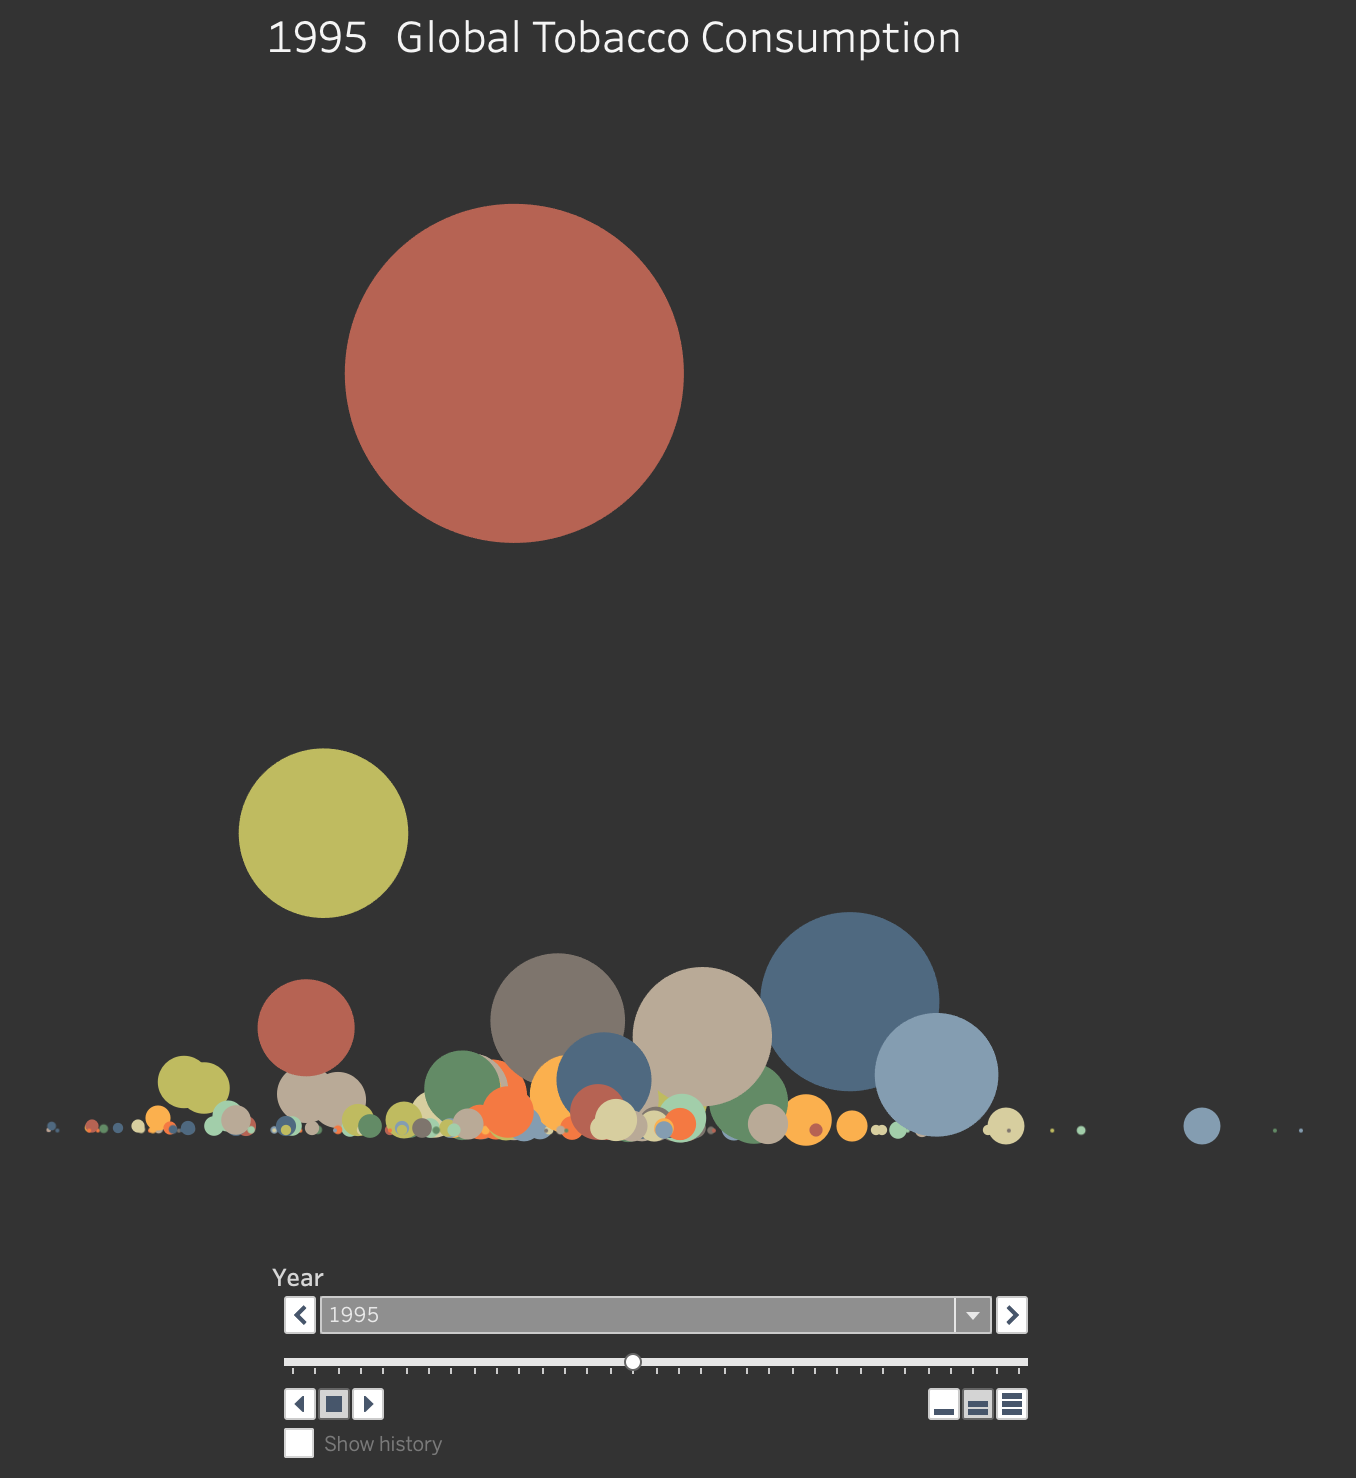 1995 Global Tobacco Consumption
Year
1995
Show history